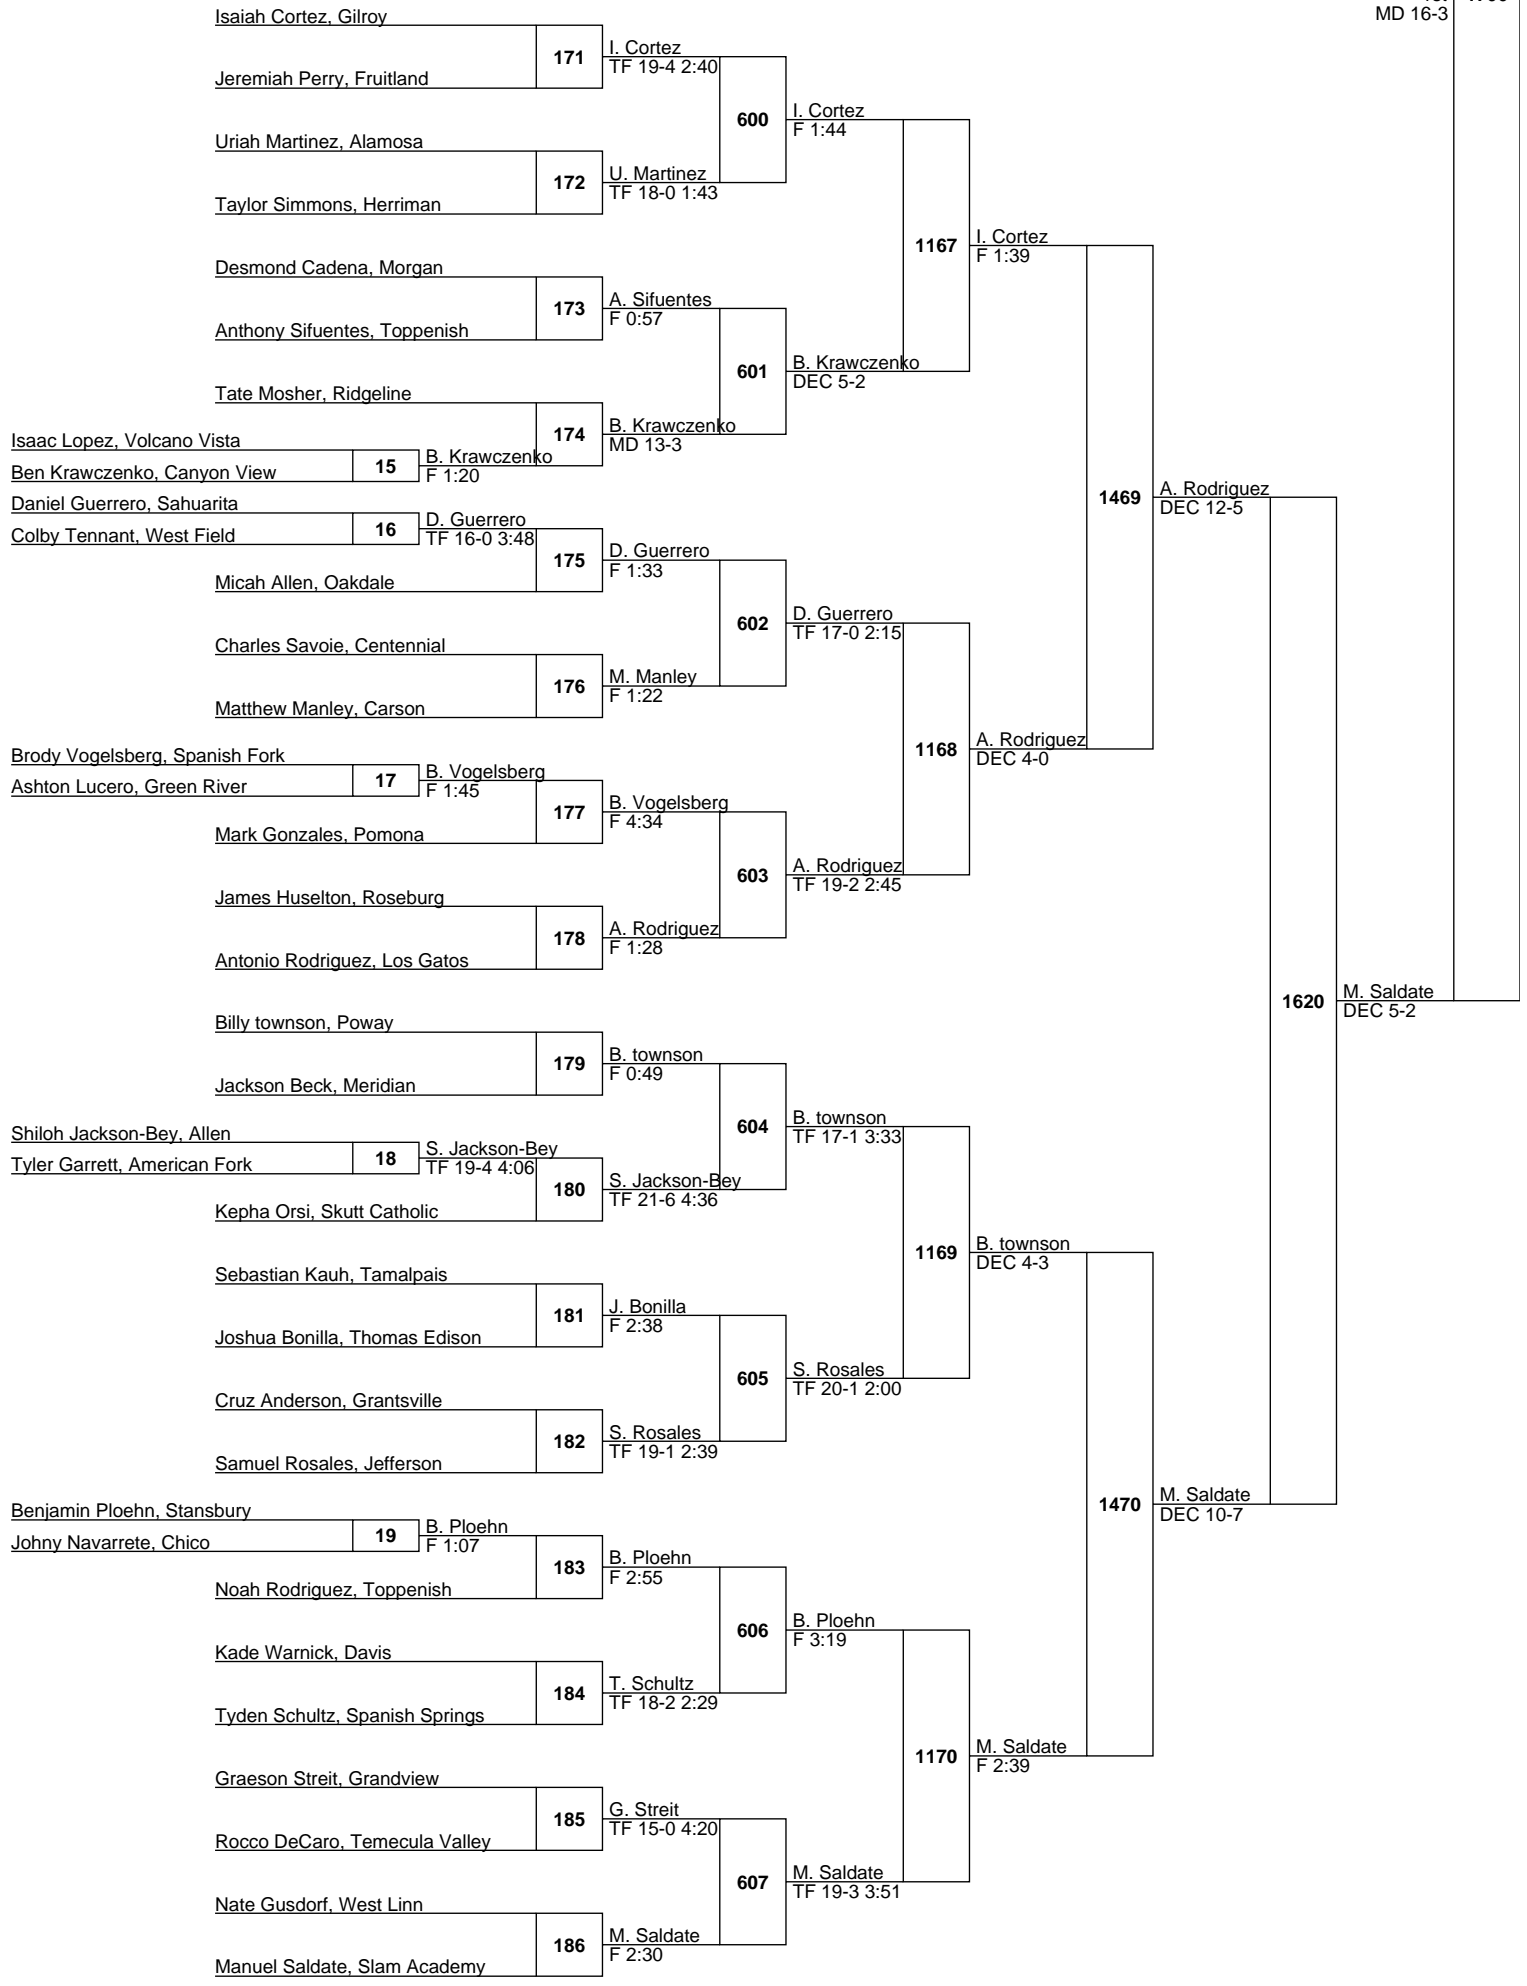 MD 16-3
Isaiah Cortez, Gilroy
171
I. Cortez
TF 19-4 2:40
Jeremiah Perry, Fruitland
600
I. Cortez
F 1:44
Uriah Martinez, Alamosa
172
U. Martinez
TF 18-0 1:43
Taylor Simmons, Herriman
1167
I. Cortez
F 1:39
Desmond Cadena, Morgan
173
A. Sifuentes
F 0:57
Anthony Sifuentes, Toppenish
601
B. Krawczenko
DEC 5-2
Tate Mosher, Ridgeline
174
B. Krawczenko
MD 13-3
Isaac Lopez, Volcano Vista
15
B. Krawczenko
F 1:20
Ben Krawczenko, Canyon View
1469
A. Rodriguez
DEC 12-5
Daniel Guerrero, Sahuarita
16
D. Guerrero
TF 16-0 3:48
Colby Tennant, West Field
175
D. Guerrero
F 1:33
Micah Allen, Oakdale
602
D. Guerrero
TF 17-0 2:15
Charles Savoie, Centennial
176
M. Manley
F 1:22
Matthew Manley, Carson
1168
A. Rodriguez
DEC 4-0
Brody Vogelsberg, Spanish Fork
17
B. Vogelsberg
F 1:45
Ashton Lucero, Green River
177
B. Vogelsberg
F 4:34
Mark Gonzales, Pomona
603
A. Rodriguez
TF 19-2 2:45
James Huselton, Roseburg
178
A. Rodriguez
F 1:28
Antonio Rodriguez, Los Gatos
1620
M. Saldate
DEC 5-2
Billy townson, Poway
179
B. townson
F 0:49
Jackson Beck, Meridian
604
B. townson
TF 17-1 3:33
Shiloh Jackson-Bey, Allen
18
S. Jackson-Bey
TF 19-4 4:06
Tyler Garrett, American Fork
180
S. Jackson-Bey
TF 21-6 4:36
Kepha Orsi, Skutt Catholic
1169
B. townson
DEC 4-3
Sebastian Kauh, Tamalpais
181
J. Bonilla
F 2:38
Joshua Bonilla, Thomas Edison
605
S. Rosales
TF 20-1 2:00
Cruz Anderson, Grantsville
182
S. Rosales
TF 19-1 2:39
Samuel Rosales, Jefferson
1470
M. Saldate
DEC 10-7
Benjamin Ploehn, Stansbury
19
B. Ploehn
F 1:07
Johny Navarrete, Chico
183
B. Ploehn
F 2:55
Noah Rodriguez, Toppenish
606
B. Ploehn
F 3:19
Kade Warnick, Davis
184
T. Schultz
TF 18-2 2:29
Tyden Schultz, Spanish Springs
1170
M. Saldate
F 2:39
Graeson Streit, Grandview
185
G. Streit
TF 15-0 4:20
Rocco DeCaro, Temecula Valley
607
M. Saldate
TF 19-3 3:51
Nate Gusdorf, West Linn
186
M. Saldate
F 2:30
Manuel Saldate, Slam Academy